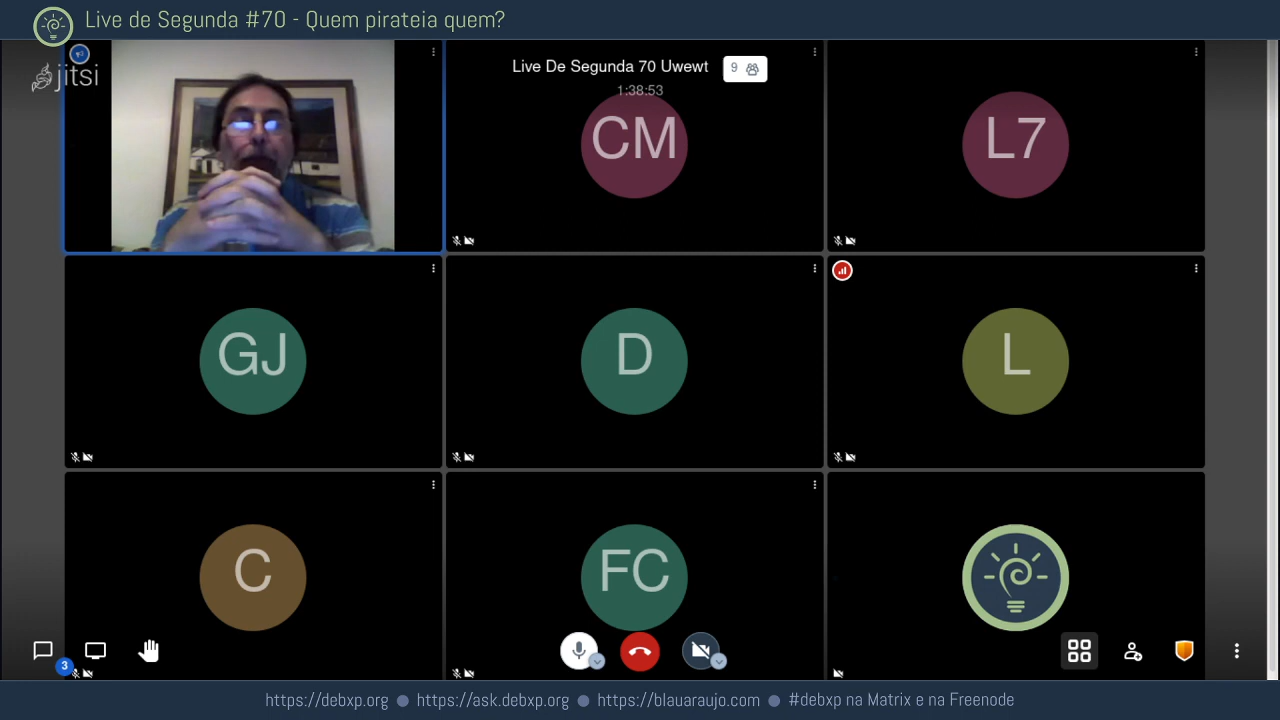 Live de Segunda #70 - Quem pirateia quem?
jitsi
Live De Segunda 70 Uwewt
9
1:38:53
CM
L7
GJ
D
L
C
FC
3
https://debxp.org ● https://ask.debxp.org ● https://blauaraujo.com ● #debxp na Matrix e na Freenode